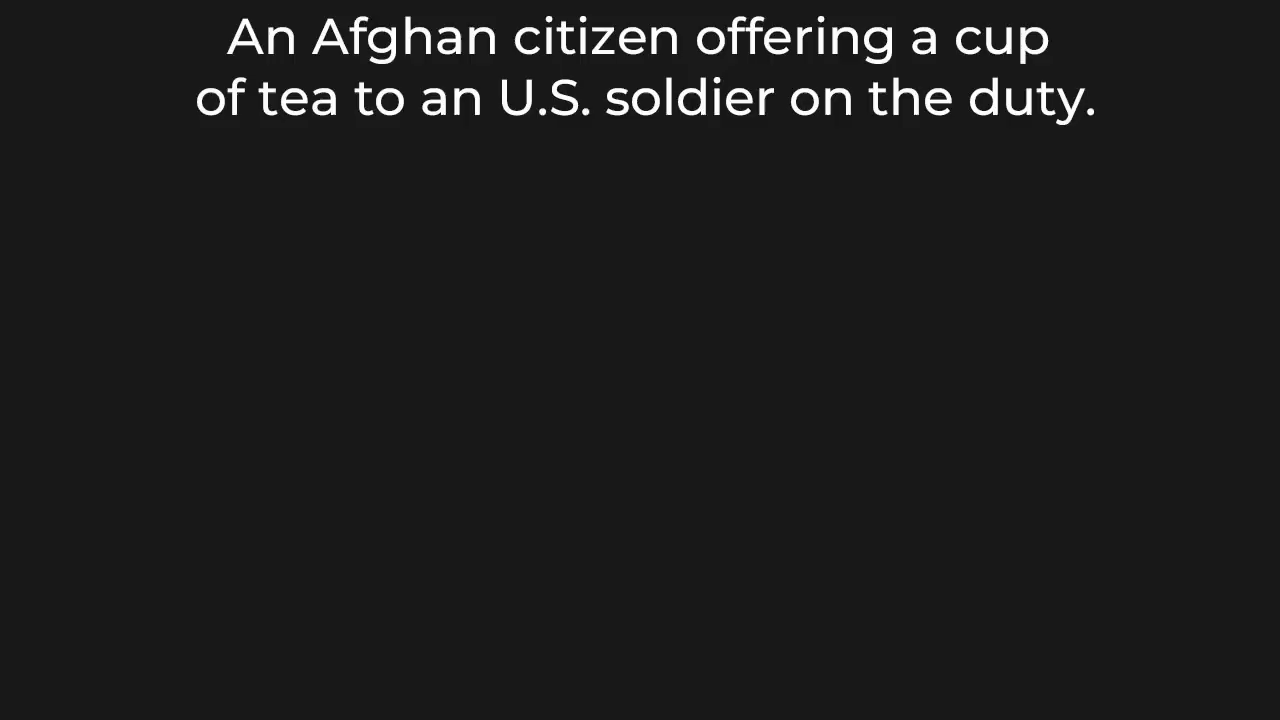 An Afghan citizen offering a cup
of tea to an U.S. soldier on the duty.